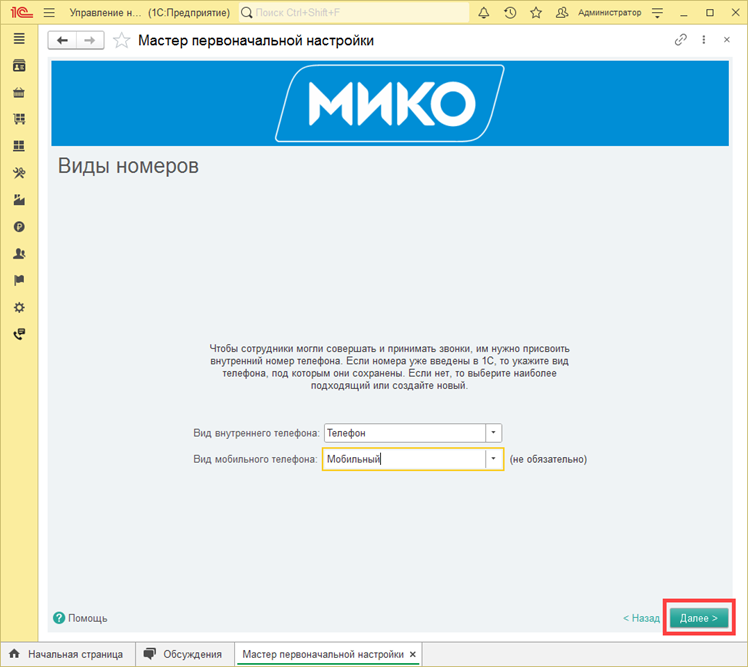 1С Управление н... (1С:Предприятие) Поиск Ctrl+Shift+F Администратор
Мастер первоначальной настройки
МИКО
Виды номеров
Чтобы сотрудники могли совершать и принимать звонки, им нужно присвоить
внутренний номер телефона. Если номера уже введены в 1С, то укажите вид
телефона, под которым они сохранены. Если нет, то выберите наиболее
подходящий или создайте новый.
Вид внутреннего телефона: Телефон
Вид мобильного телефона: Мобильный (не обязательно)
? Помощь < Назад Далее >
Начальная страница Обсуждения Мастер первоначальной настройки ×